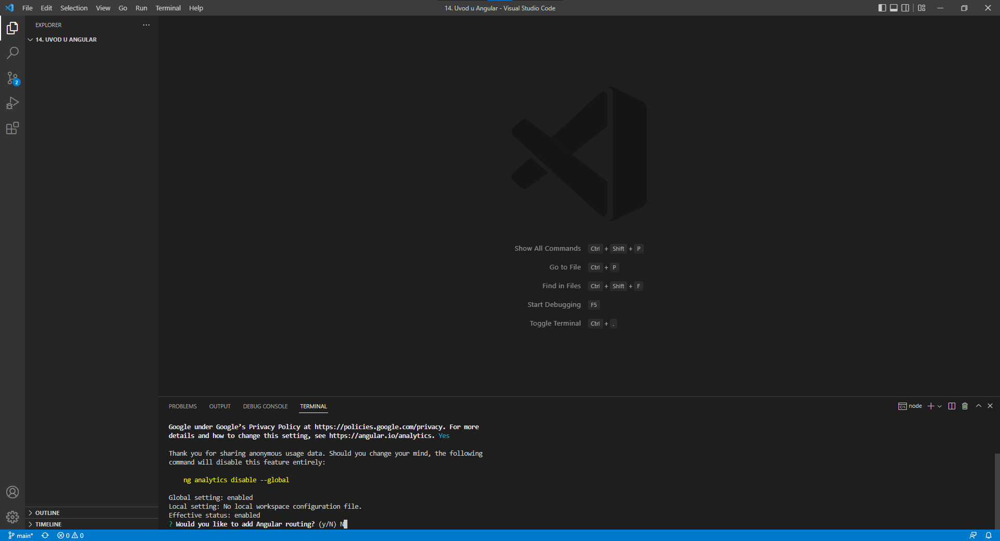 File Edit Selection View Go Run Terminal Help
14. Uvod u Angular - Visual Studio Code
EXPLORER
14. UVOD U ANGULAR
2
Show All Commands Ctrl + Shift + P
Go to File Ctrl + P
Find in Files Ctrl + Shift + F
Start Debugging F5
Toggle Terminal Ctrl + .
PROBLEMS OUTPUT DEBUG CONSOLE TERMINAL
node
Google under Google’s Privacy Policy at https://policies.google.com/privacy. For more
details and how to change this setting, see https://angular.io/analytics. Yes
Thank you for sharing anonymous usage data. Should you change your mind, the following
command will disable this feature entirely:
ng analytics disable --global
Global setting: enabled
Local setting: No local workspace configuration file.
Effective status: enabled
? Would you like to add Angular routing? (y/N) N
OUTLINE
TIMELINE
main* 0 0